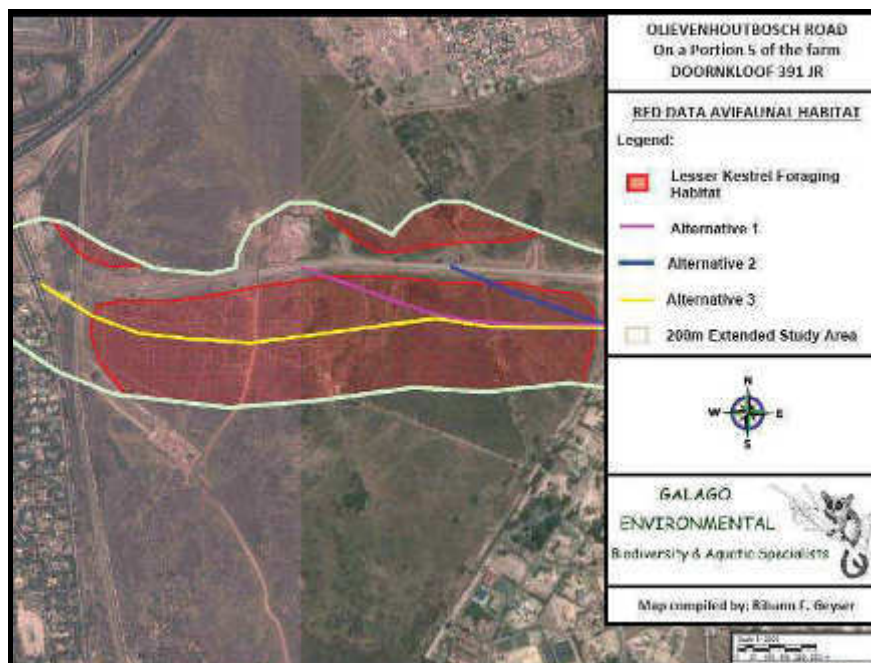 OLIEVENHOUTBOSCH ROAD
On a Portion 5 of the farm
DOORNKLOOF 391 JR
RED DATA AVIFAUNAL HABITAT
Legend:
Lesser Kestrel Foraging
Habitat
Alternative 1
Alternative 2
Alternative 3
200m Extended Study Area
N
W
E
S
GALAGO
ENVIRONMENTAL
Biodiversity & Aquatic Specialists
Map compiled by: F. Geyser